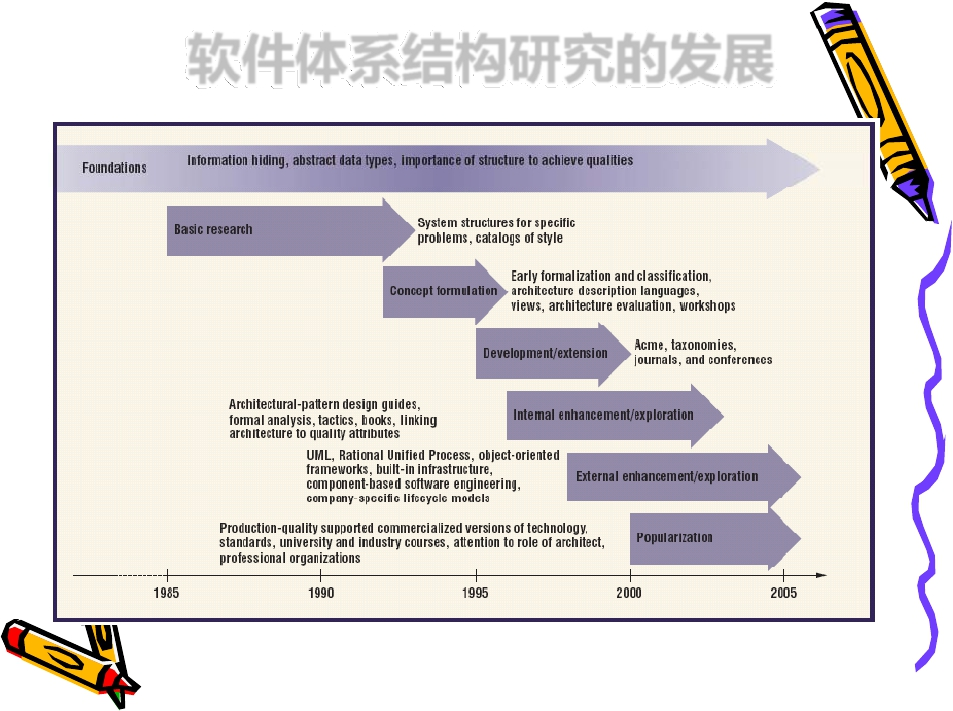 软件体系结构研究的发展
Foundations
Information hiding, abstract data types, importance of structure to achieve qualities
Basic research
System structures for specific
problems, catalogs of style
Concept formulation
Early formalization and classification,
architecture description languages,
views, architecture evaluation, workshops
Development/extension
Acme, taxonomies,
journals, and conferences
Architectural-pattern design guides,
formal analysis, tactics, books, linking
architecture to quality attributes
Internal enhancement/exploration
UML, Rational Unified Process, object-oriented
frameworks, built-in infrastructure,
component-based software engineering,
company-specific lifecycle models
External enhancement/exploration
Production-quality supported commercialized versions of technology,
standards, university and industry courses, attention to role of architect,
professional organizations
Popularization
1985 1990 1995 2000 2005